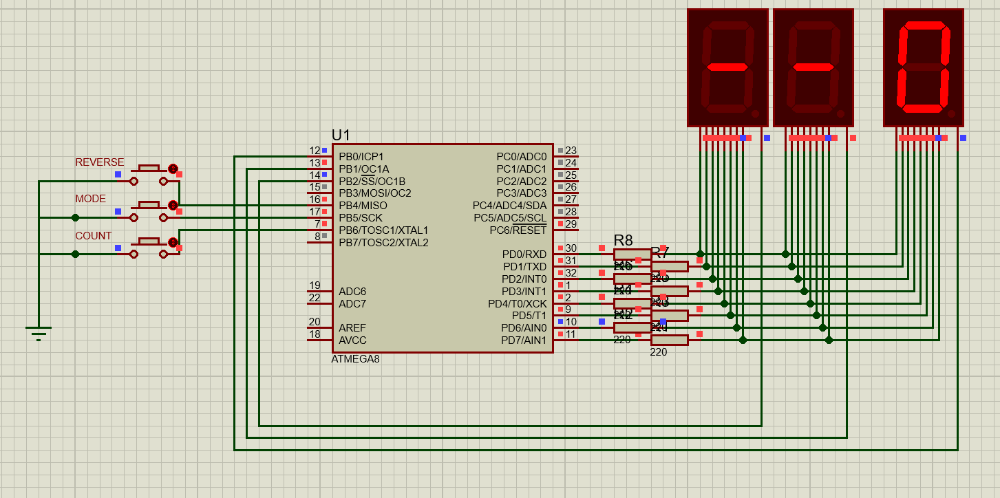 U1
REVERSE
MODE
COUNT
12 PB0/ICP1
13 PB1/OC1A
14 PB2/SS/OC1B
15 PB3/MOSI/OC2
16 PB4/MISO
17 PB5/SCK
7 PB6/TOSC1/XTAL1
8 PB7/TOSC2/XTAL2
19 ADC6
22 ADC7
20 AREF
18 AVCC
PC0/ADC0 23
PC1/ADC1 24
PC2/ADC2 25
PC3/ADC3 26
PC4/ADC4/SDA 27
PC5/ADC5/SCL 28
PC6/RESET 29
PD0/RXD 30
PD1/TXD 31
PD2/INT0 32
PD3/INT1 1
PD4/T0/XCK 2
PD5/T1 9
PD6/AIN0 10
PD7/AIN1 11
ATMEGA8
R8
R7
220
220
- - 0